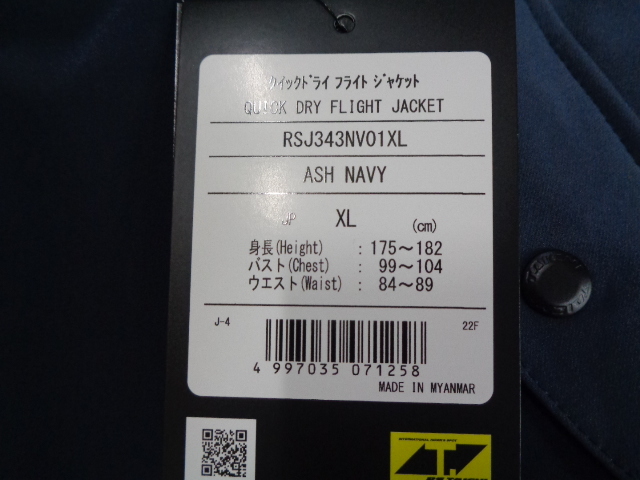 クイックドライ フライト ジャケット
QUICK DRY FLIGHT JACKET
RSJ343NV01XL
ASH NAVY
JP XL (cm)
身長(Height) : 175～182
バスト(Chest) : 99～104
ウエスト(Waist) : 84～89
J-4 22F
4 997035 071258
MADE IN MYANMAR